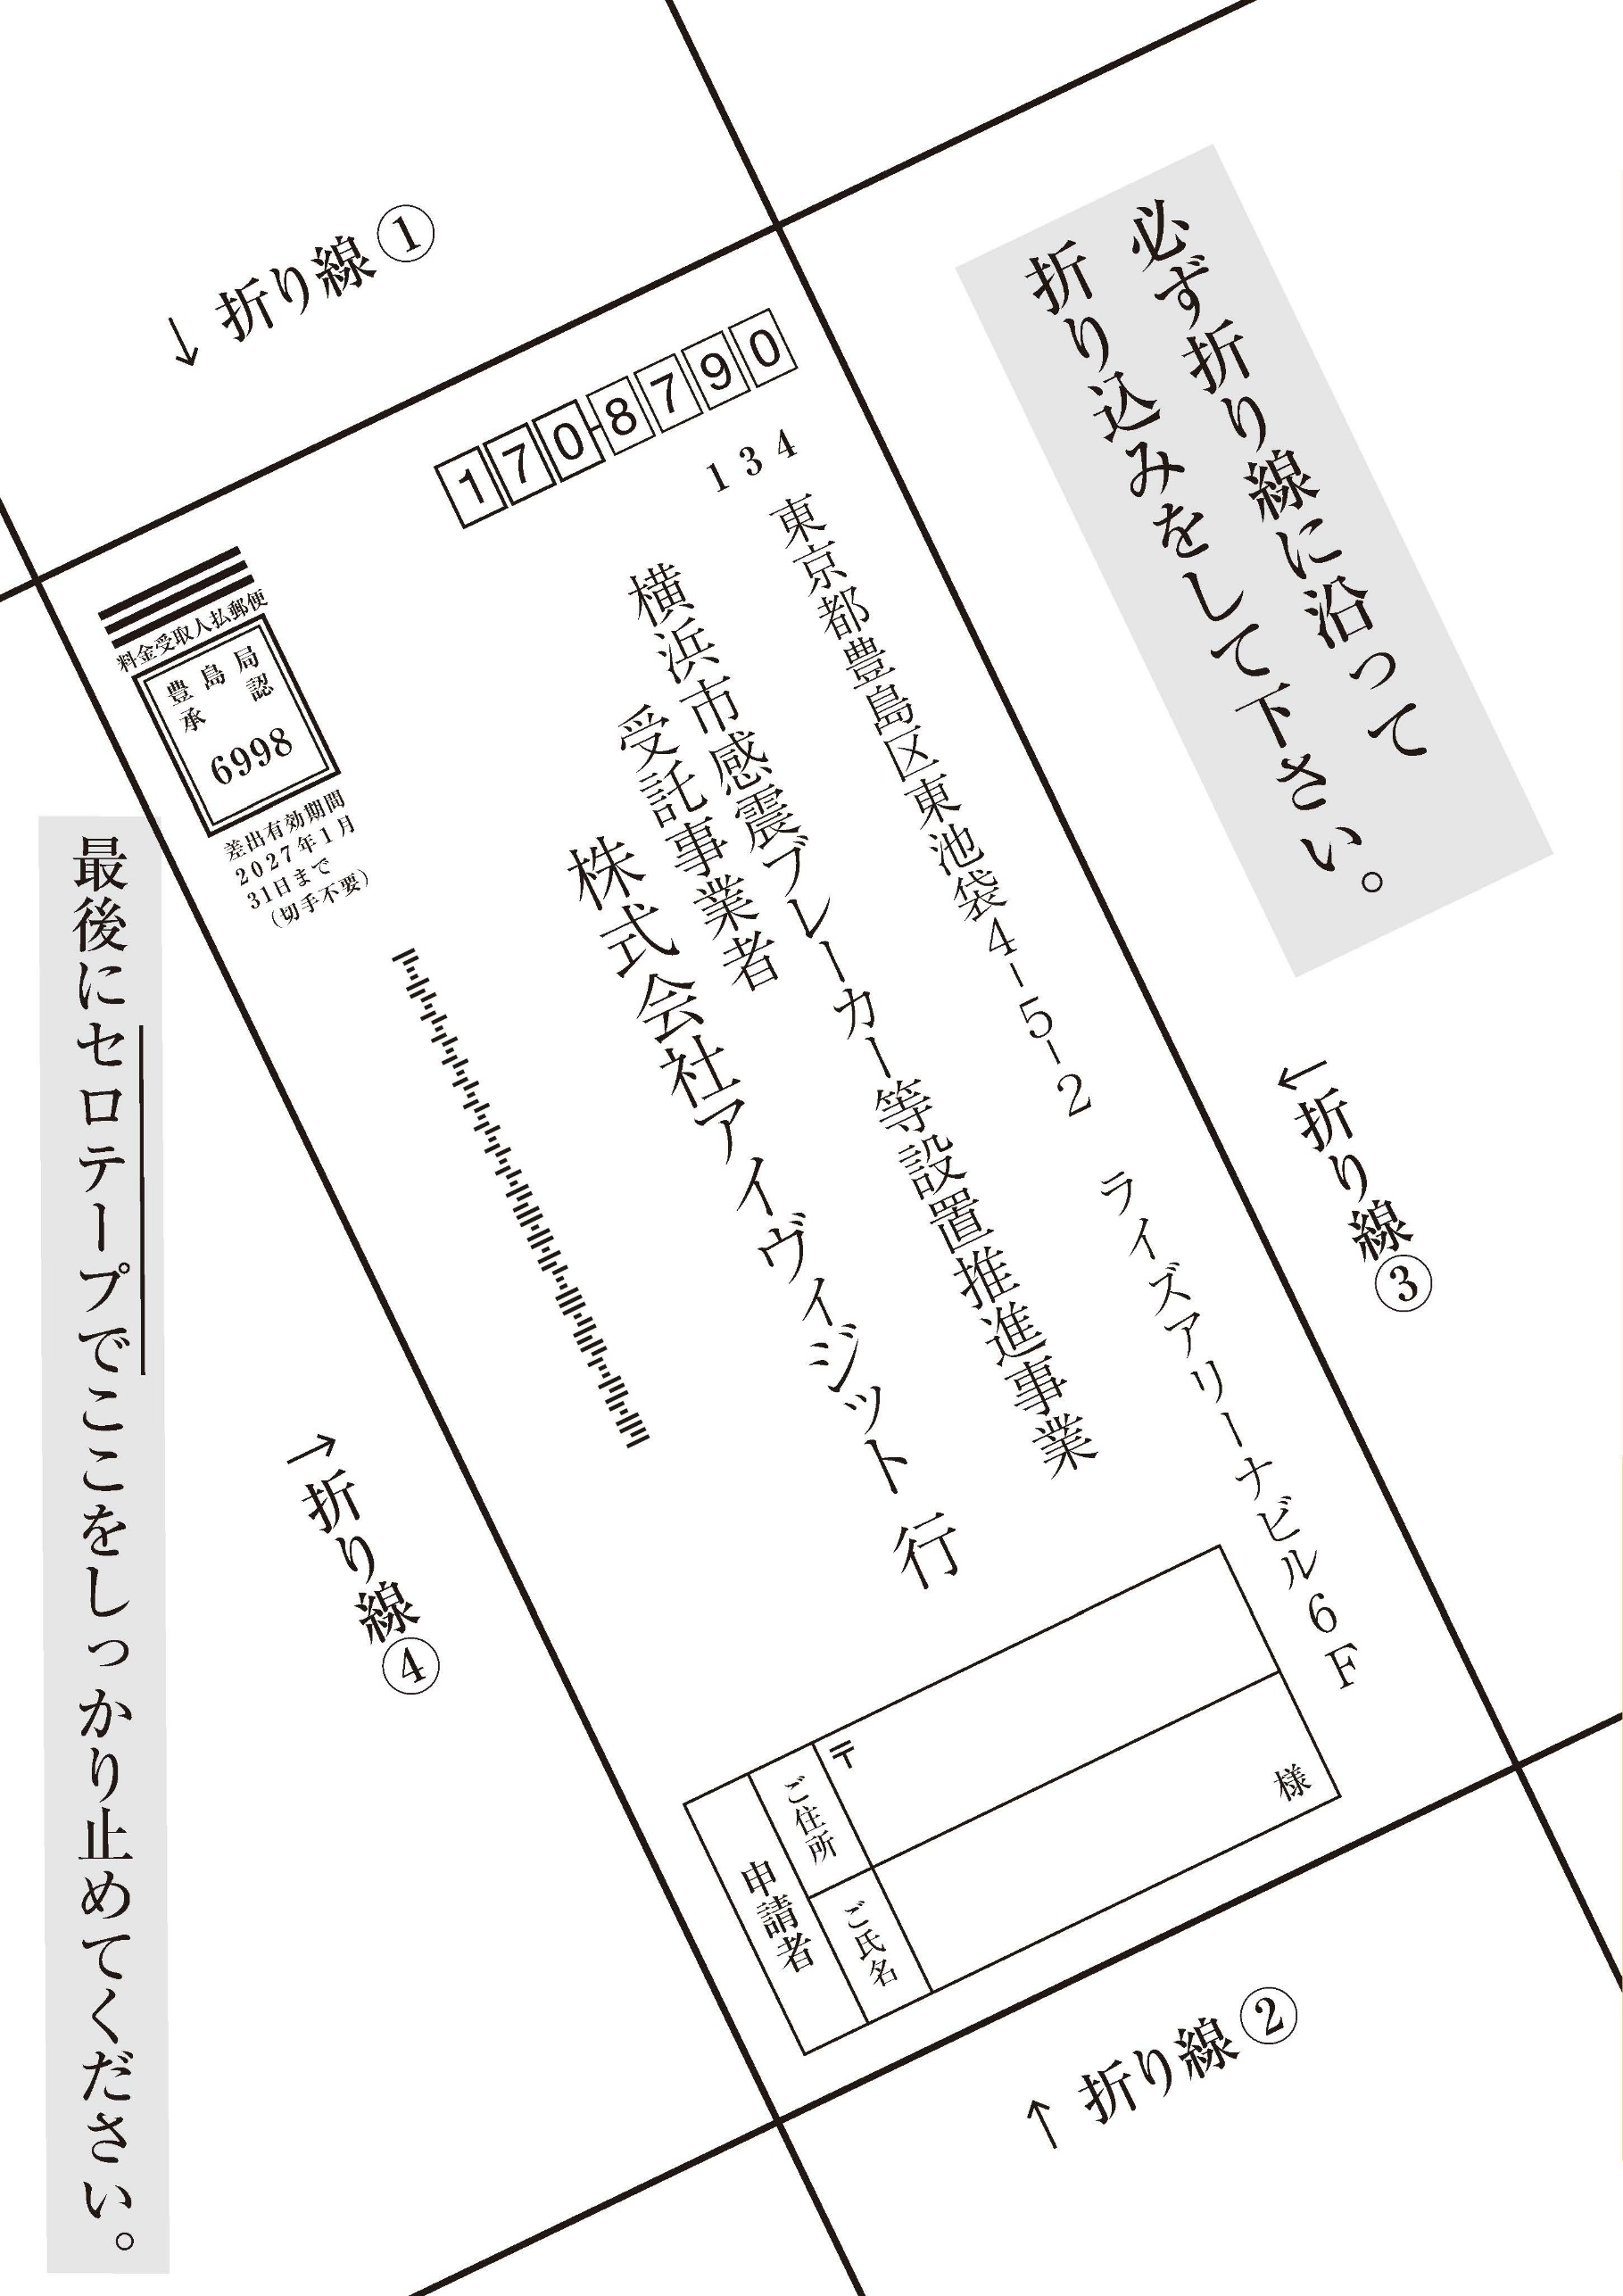 必ず折り線に沿って
折り込みをして下さい。
↓ 折り線①
170-8790
134
東京都豊島区東池袋4-5-2 ライズアリーナビル6F
横浜市感震ブレーカー等設置推進事業
受託事業者
株式会社アイヴィジット 行
料金受取人払郵便
豊島局
承認
6998
差出有効期間
2027年1月
31日まで
（切手不要）
←折り線③
→折り線④
申請者
ご住所
〒
ご氏名
様
↑ 折り線②
最後にセロテープでここをしっかり止めてください。